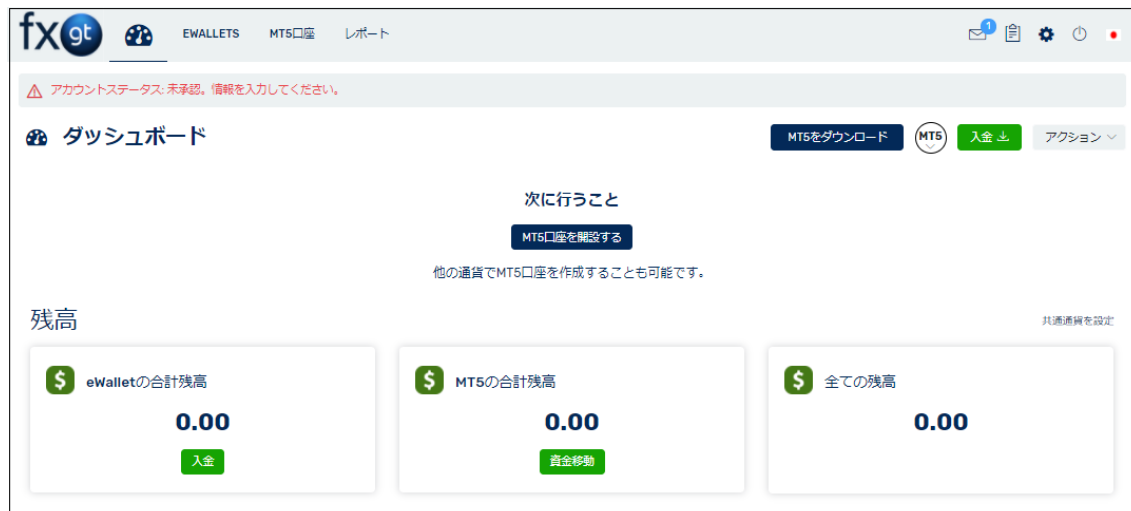 fxgt
EWALLETS MT5口座 レポート 1
アカウントステータス: 未承認。情報を入力してください。
ダッシュボード MT5をダウンロード MT5 入金 アクション
次に行うこと
MT5口座を開設する
他の通貨でMT5口座を作成することも可能です。
残高 共通通貨を設定
$ eWalletの合計残高 $ MT5の合計残高 $ 全ての残高
0.00 0.00 0.00
入金 資金移動